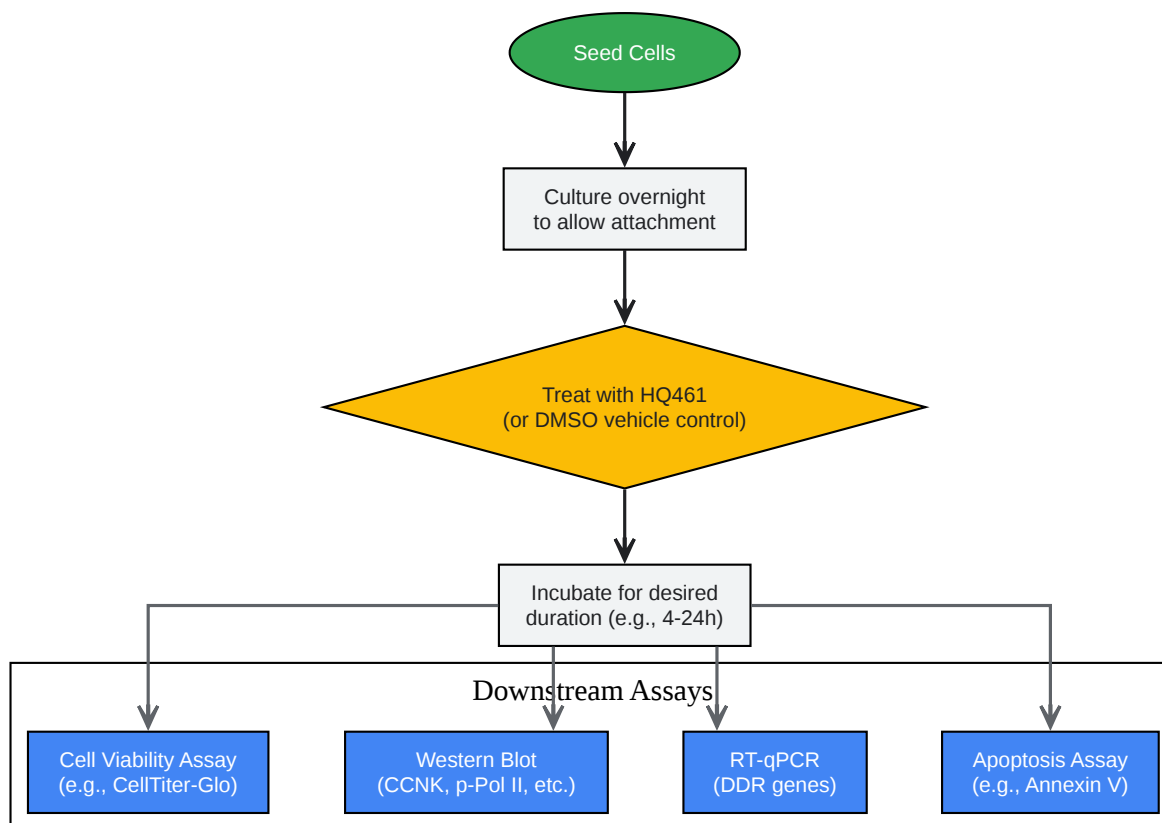 Seed Cells
Culture overnight
to allow attachment
Treat with HQ461
(or DMSO vehicle control)
Incubate for desired
duration (e.g., 4-24h)
Downstream Assays
Cell Viability Assay
(e.g., CellTiter-Glo)
Western Blot
(CCNK, p-Pol II, etc.)
RT-qPCR
(DDR genes)
Apoptosis Assay
(e.g., Annexin V)